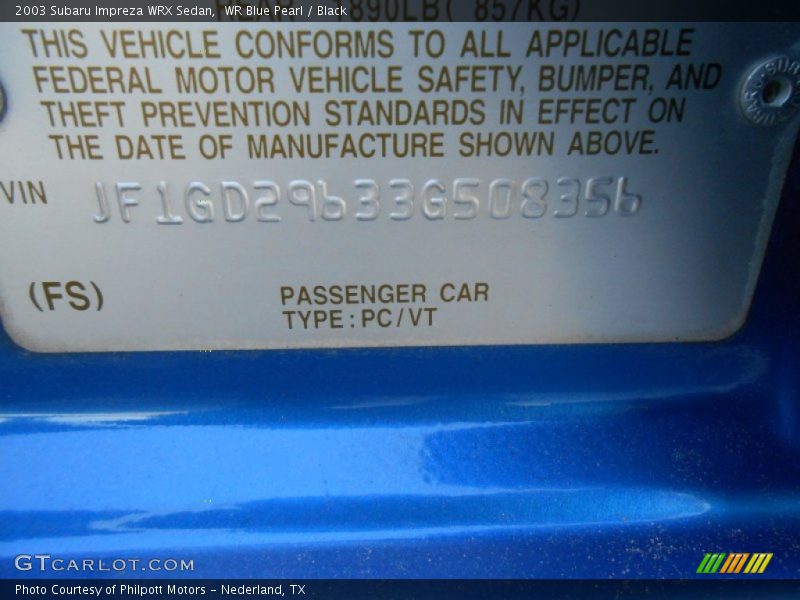 2003 Subaru Impreza WRX Sedan, WR Blue Pearl / Black
REAR 1890LB( 857KG)
THIS VEHICLE CONFORMS TO ALL APPLICABLE
FEDERAL MOTOR VEHICLE SAFETY, BUMPER, AND
THEFT PREVENTION STANDARDS IN EFFECT ON
THE DATE OF MANUFACTURE SHOWN ABOVE.
VIN JF1GD29633G508356
(FS)
PASSENGER CAR
TYPE:PC/VT
GTCARLOT.COM
Photo Courtesy of Philpott Motors - Nederland, TX